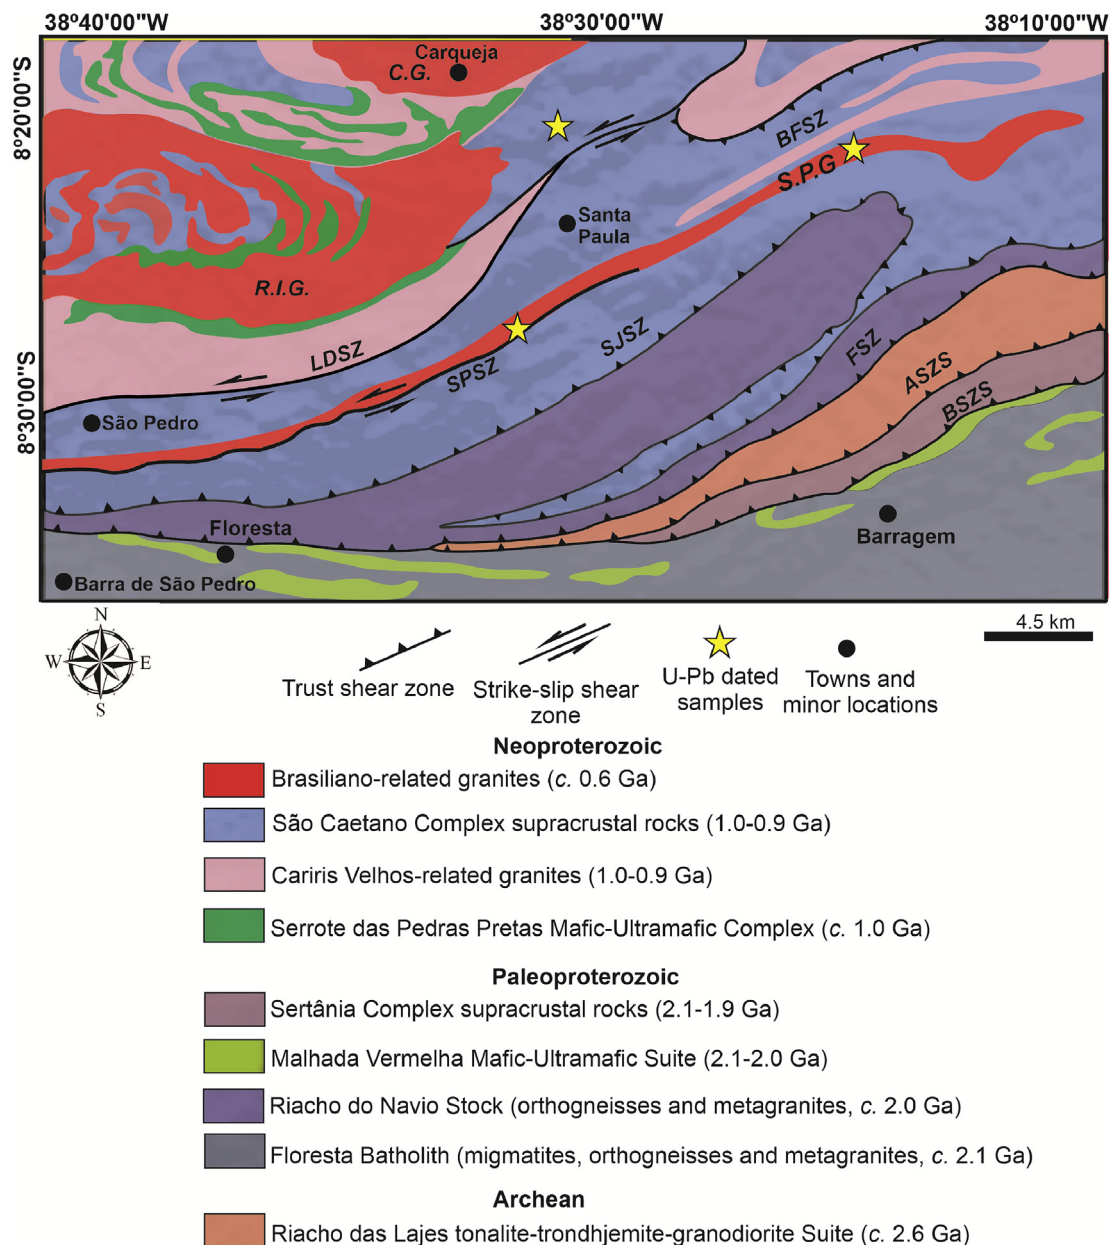 38º40'00"W
38º30'00"W
38º10'00"W
8º20'00"S
8º30'00"S
Carqueja
C.G.
BFSZ
S.P.G
Santa
Paula
R.I.G.
LDSZ
SPSZ
SJSZ
FSZ
ASZS
BSZS
São Pedro
Floresta
Barragem
Barra de São Pedro
N
W
E
S
4.5 km
Trust shear zone
Strike-slip shear
zone
U-Pb dated
samples
Towns and
minor locations
Neoproterozoic
Brasiliano-related granites (c. 0.6 Ga)
São Caetano Complex supracrustal rocks (1.0-0.9 Ga)
Cariris Velhos-related granites (1.0-0.9 Ga)
Serrote das Pedras Pretas Mafic-Ultramafic Complex (c. 1.0 Ga)
Paleoproterozoic
Sertânia Complex supracrustal rocks (2.1-1.9 Ga)
Malhada Vermelha Mafic-Ultramafic Suite (2.1-2.0 Ga)
Riacho do Navio Stock (orthogneisses and metagranites, c. 2.0 Ga)
Floresta Batholith (migmatites, orthogneisses and metagranites, c. 2.1 Ga)
Archean
Riacho das Lajes tonalite-trondhjemite-granodiorite Suite (c. 2.6 Ga)